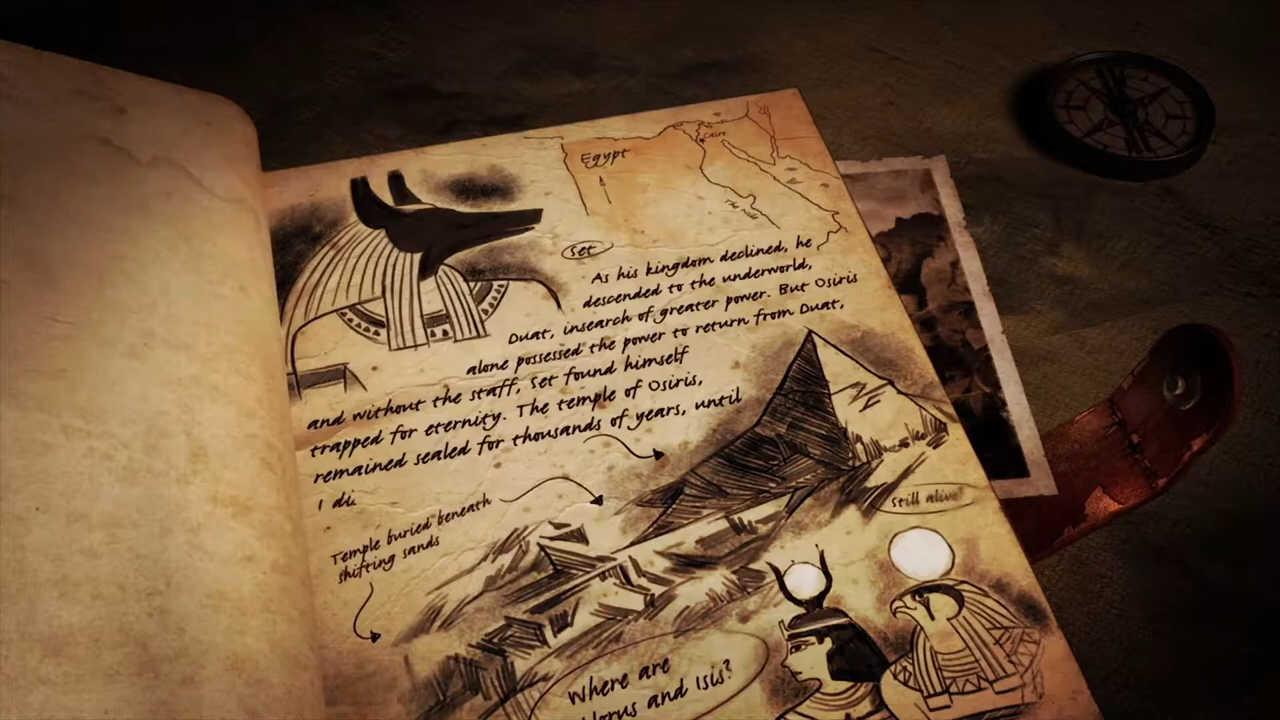 Egypt
Cairo
The Nile
Set
As his kingdom declined, he
descended to the underworld,
Duat, insearch of greater power. But Osiris
alone possessed the power to return from Duat,
and without the staff, Set found himself
trapped for eternity. The temple of Osiris,
remained sealed for thousands of years, until
I di
Temple buried beneath
shifting sands
Still alive?
Where are
Horus and Isis?